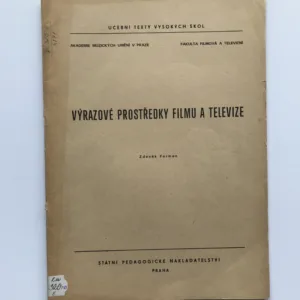 UČEBNÍ TEXTY VYSOKÝCH ŠKOL
AKADEMIE MÚZICKÝCH UMĚNÍ V PRAZE FAKULTA FILMOVÁ A TELEVIZNÍ
VÝRAZOVÉ PROSTŘEDKY FILMU A TELEVIZE
Zdeněk
STÁTNÍ PEDAGOGICKÉ NAKLADATELSTVÍ
PRAHA